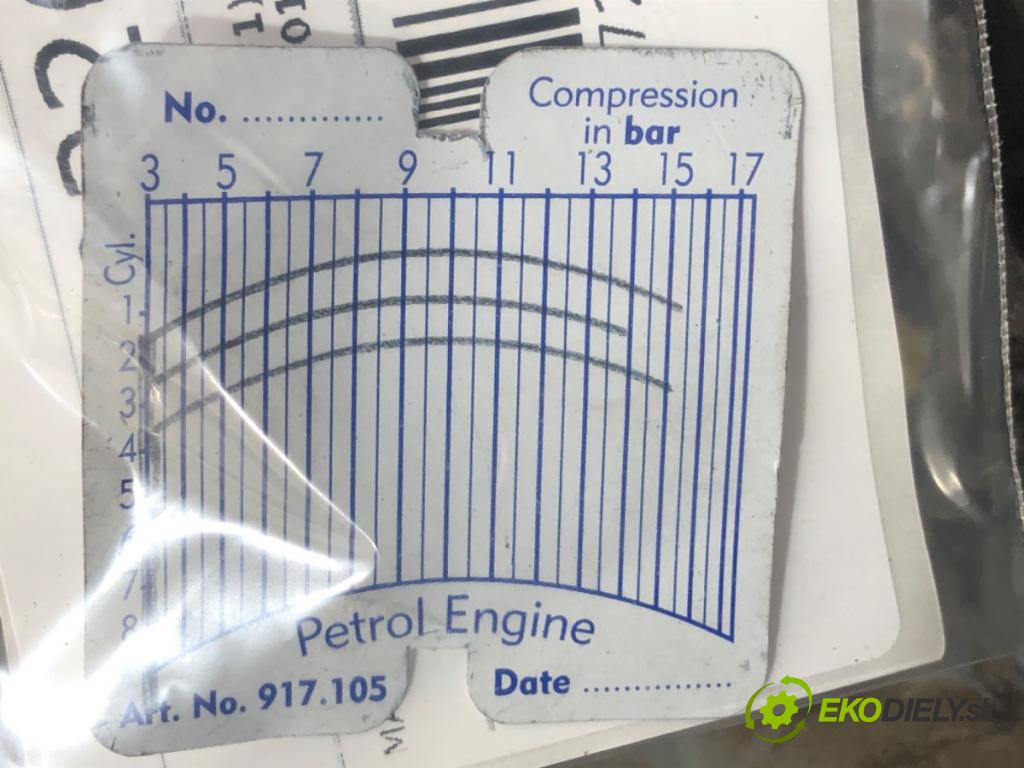 No. ..............
Compression
in bar
3 5 7 9 11 13 15 17
Cyl.
1
2
3
4
5
6
7
8
Petrol Engine
Art. No. 917.105
Date ................
EKODIELY.sk